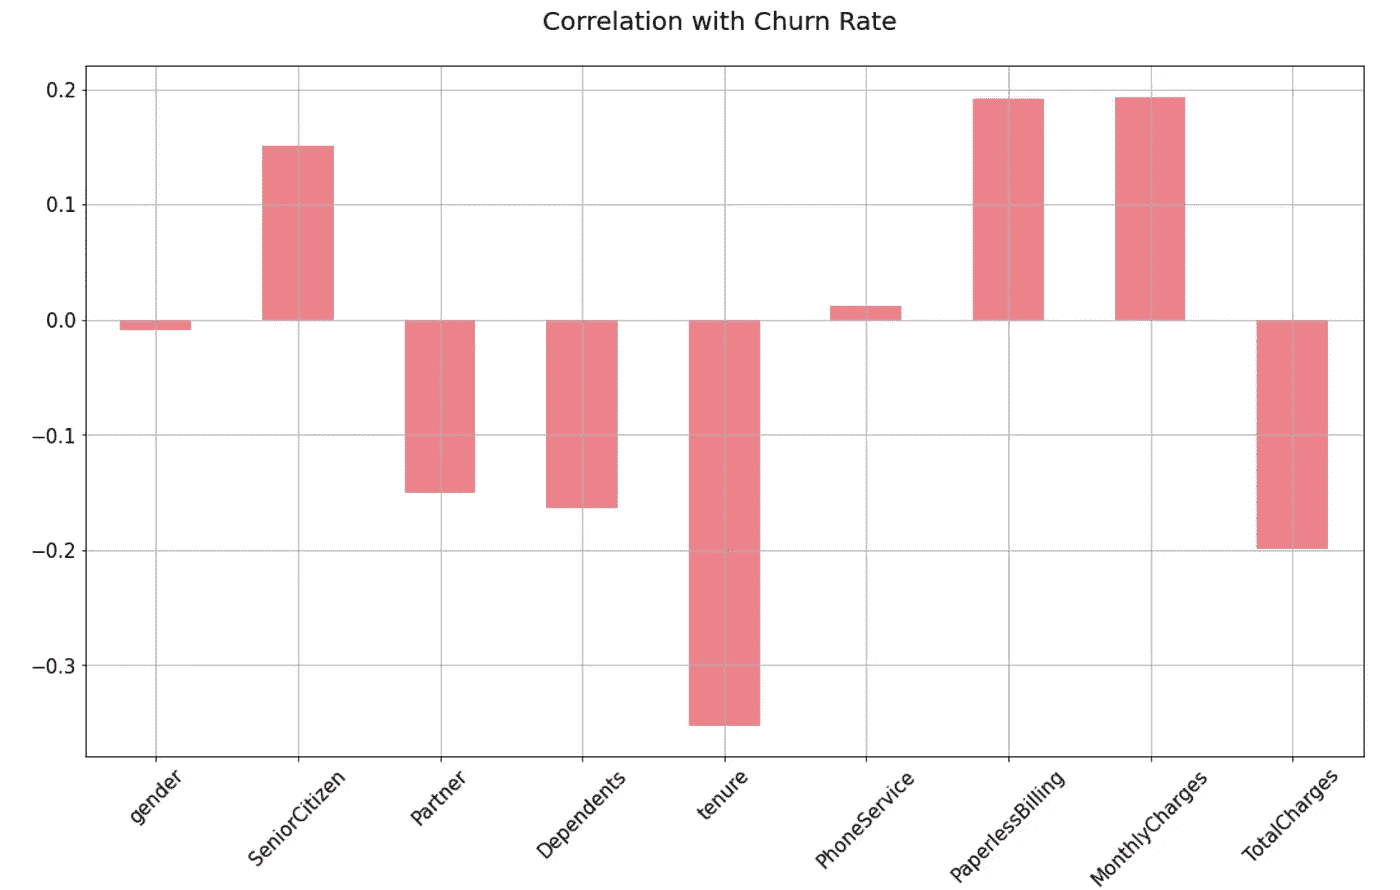 Correlation with Churn Rate
0.2
0.1
0.0
−0.1
−0.2
−0.3
gender
SeniorCitizen
Partner
Dependents
tenure
PhoneService
PaperlessBilling
MonthlyCharges
TotalCharges